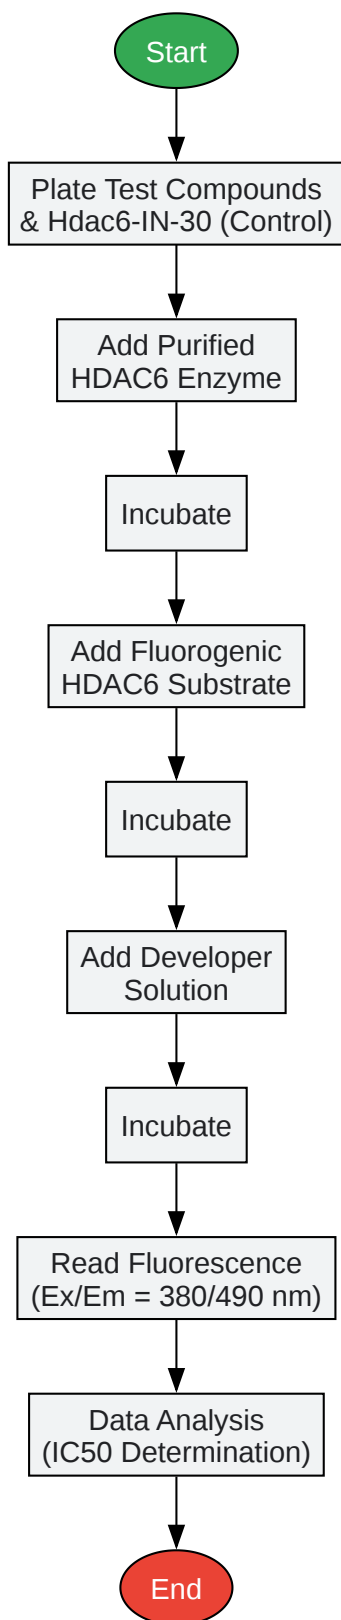 Start
Plate Test Compounds
& Hdac6-IN-30 (Control)
Add Purified
HDAC6 Enzyme
Incubate
Add Fluorogenic
HDAC6 Substrate
Incubate
Add Developer
Solution
Incubate
Read Fluorescence
(Ex/Em = 380/490 nm)
Data Analysis
(IC50 Determination)
End